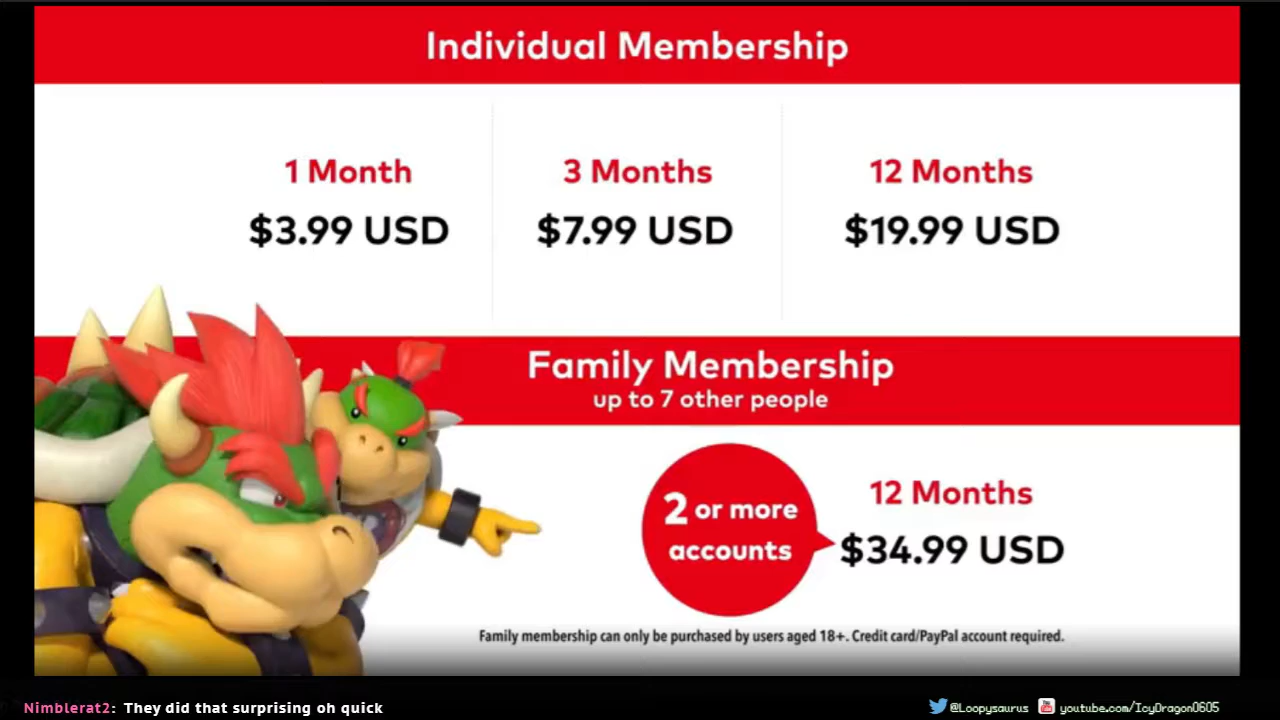 Individual Membership
1 Month
3 Months
12 Months
$3.99 USD
$7.99 USD
$19.99 USD
Family Membership
up to 7 other people
2 or more
accounts
12 Months
$34.99 USD
Family membership can only be purchased by users aged 18+. Credit card/PayPal account required.
Nimblerat2: They did that surprising oh quick
@Loopysaurus
youtube.com/IcyDragon0605